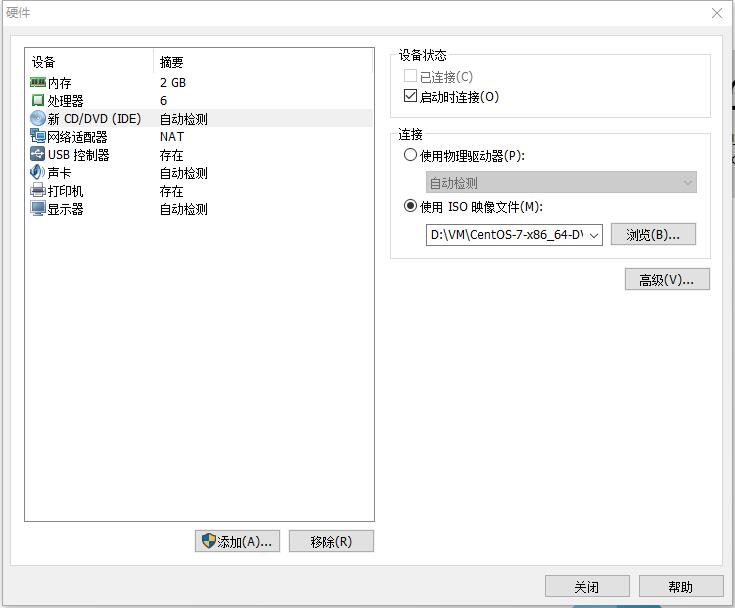 硬件
设备 摘要
内存 2 GB
处理器 6
新 CD/DVD (IDE) 自动检测
网络适配器 NAT
USB 控制器 存在
声卡 自动检测
打印机 存在
显示器 自动检测
添加(A)... 移除(R)
设备状态
已连接(C)
启动时连接(O)
连接
使用物理驱动器(P):
自动检测
使用 ISO 映像文件(M):
D:\VM\CentOS-7-x86_64-D\ 浏览(B)...
高级(V)...
关闭 帮助